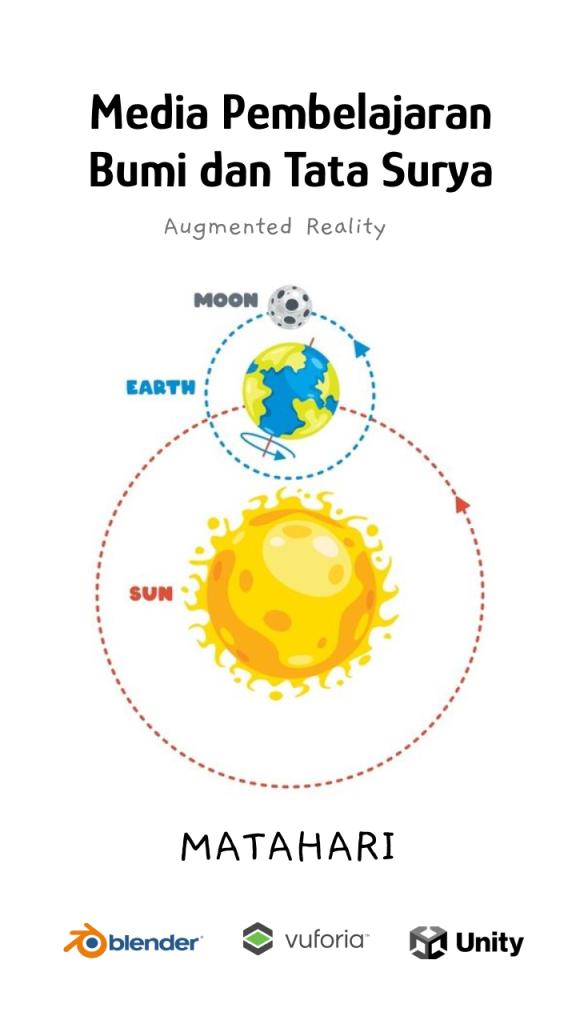 Media Pembelajaran
Bumi dan Tata Surya
Augmented Reality
MOON
EARTH
SUN
MATAHARI
blender
vuforia™
Unity